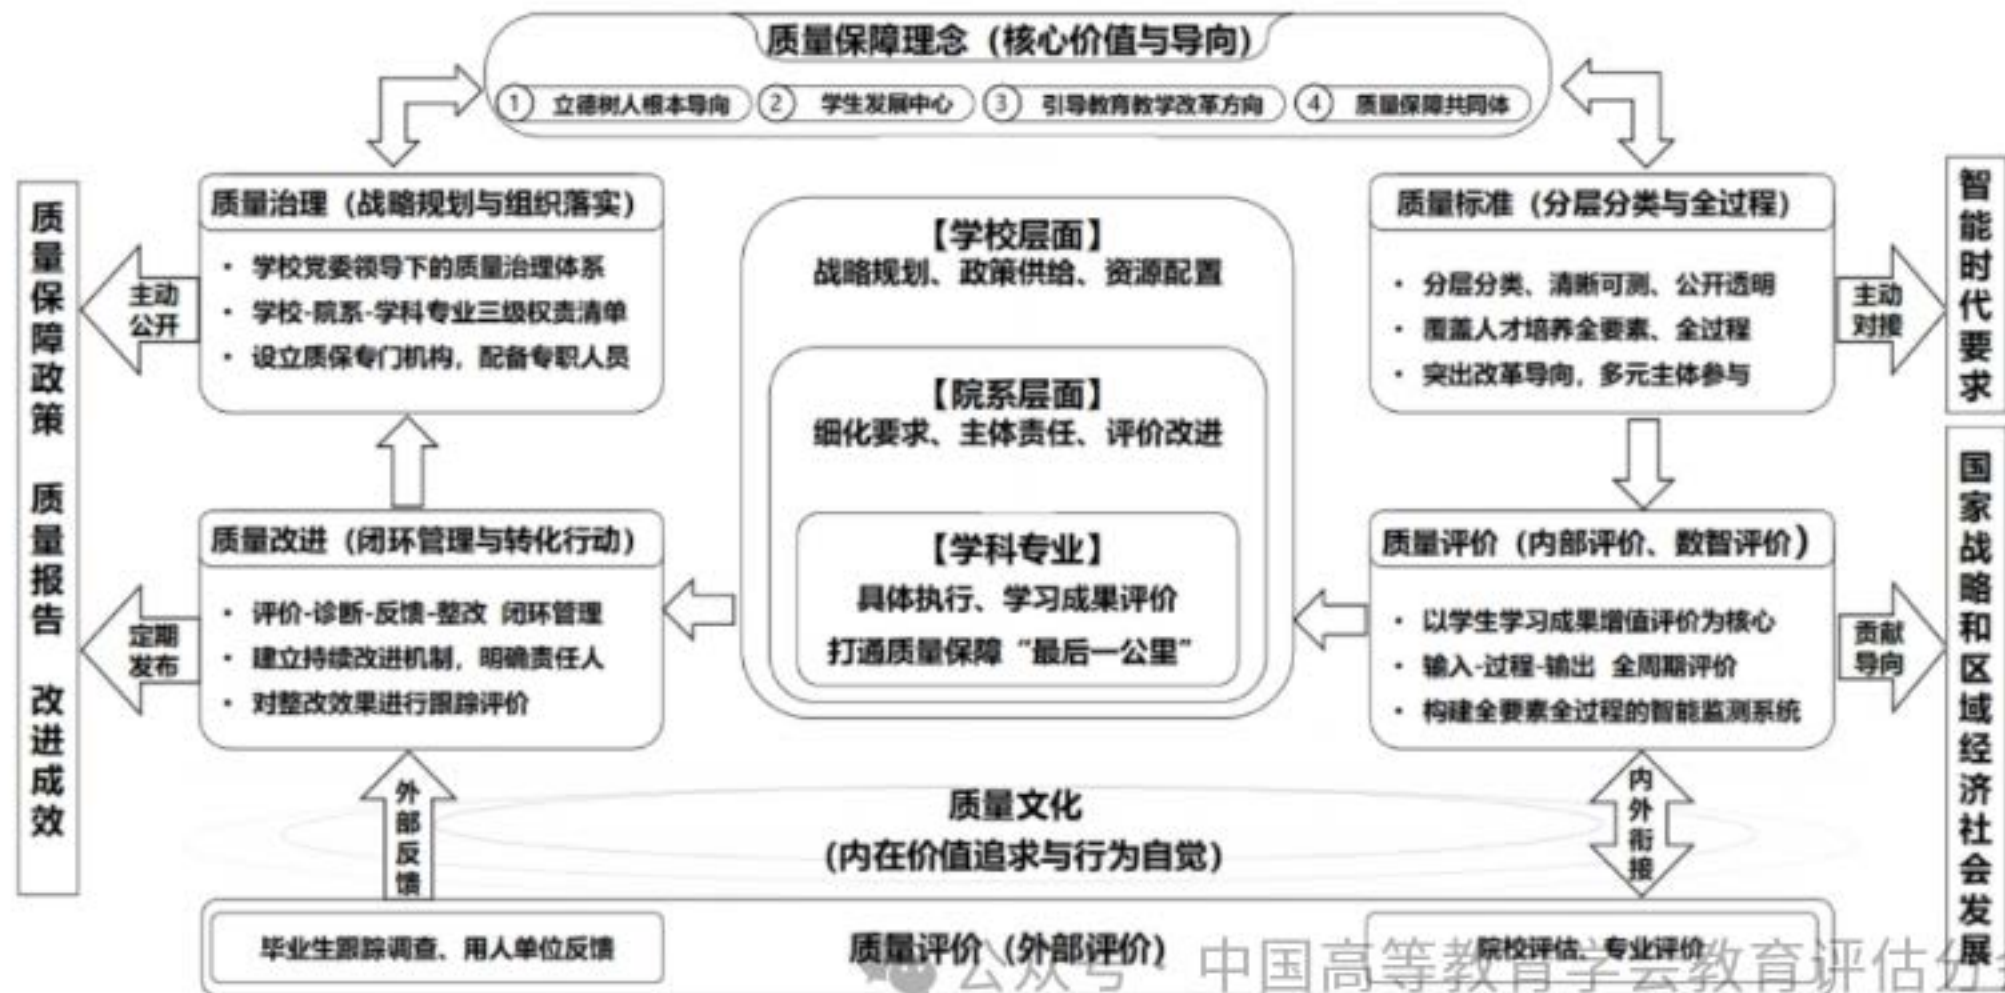 质量保障理念（核心价值与导向）
① 立德树人根本导向 ② 学生发展中心 ③ 引导教育教学改革方向 ④ 质量保障共同体
质量保障政策 质量报告 改进成效
主动
公开
定期
发布
质量治理（战略规划与组织落实）
• 学校党委领导下的质量治理体系
• 学校-院系-学科专业三级权责清单
• 设立质保专门机构，配备专职人员
质量改进（闭环管理与转化行动）
• 评价-诊断-反馈-整改 闭环管理
• 建立持续改进机制，明确责任人
• 对整改效果进行跟踪评价
【学校层面】
战略规划、政策供给、资源配置
【院系层面】
细化要求、主体责任、评价改进
【学科专业】
具体执行、学习成果评价
打通质量保障“最后一公里”
质量标准（分层分类与全过程）
• 分层分类、清晰可测、公开透明
• 覆盖人才培养全要素、全过程
• 突出改革导向，多元主体参与
质量评价（内部评价、数智评价）
• 以学生学习成果增值评价为核心
• 输入-过程-输出 全周期评价
• 构建全要素全过程的智能监测系统
主动
对接
贡献
导向
智能时代要求
国家战略和区域经济社会发展
外部反馈
质量文化
（内在价值追求与行为自觉）
内外衔接
毕业生跟踪调查、用人单位反馈
质量评价（外部评价）
院校评估、专业评价
公众号 · 中国高等教育学会教育评估分